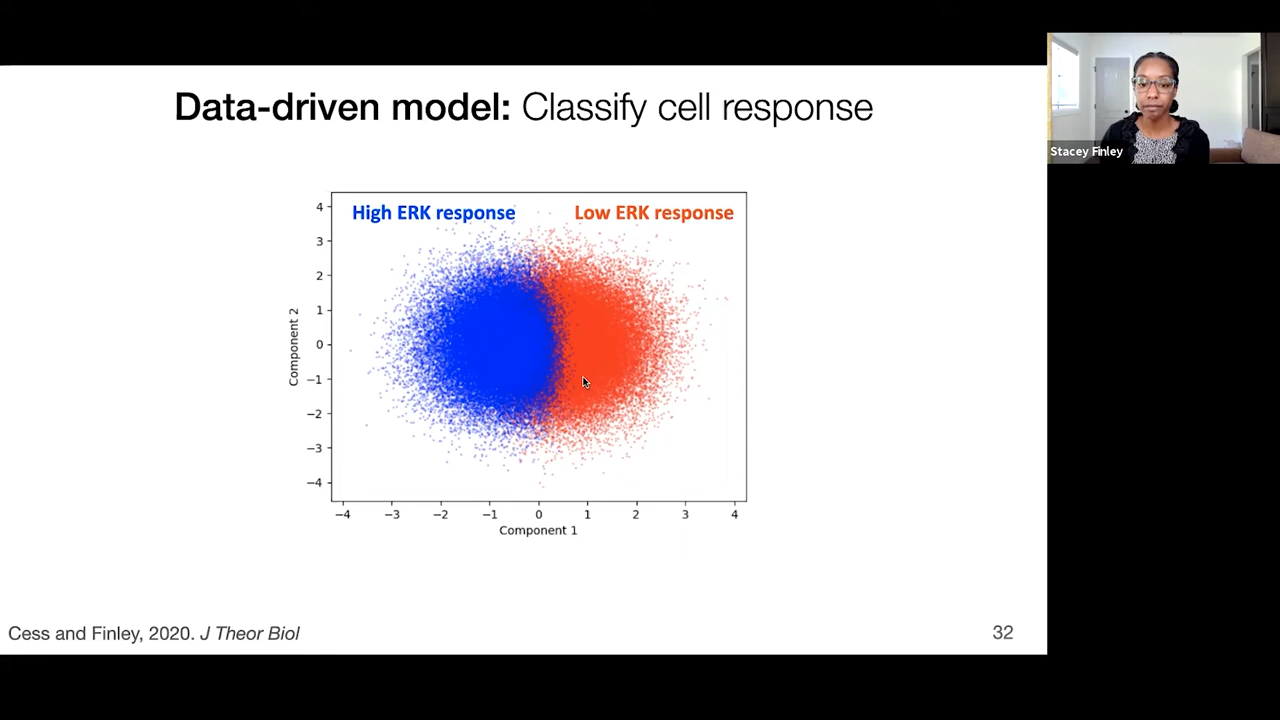 Data-driven model: Classify cell response
Stacey Finley
High ERK response
Low ERK response
4
3
2
1
0
−1
−2
−3
−4
Component 2
−4
−3
−2
−1
0
1
2
3
4
Component 1
Cess and Finley, 2020. J Theor Biol
32